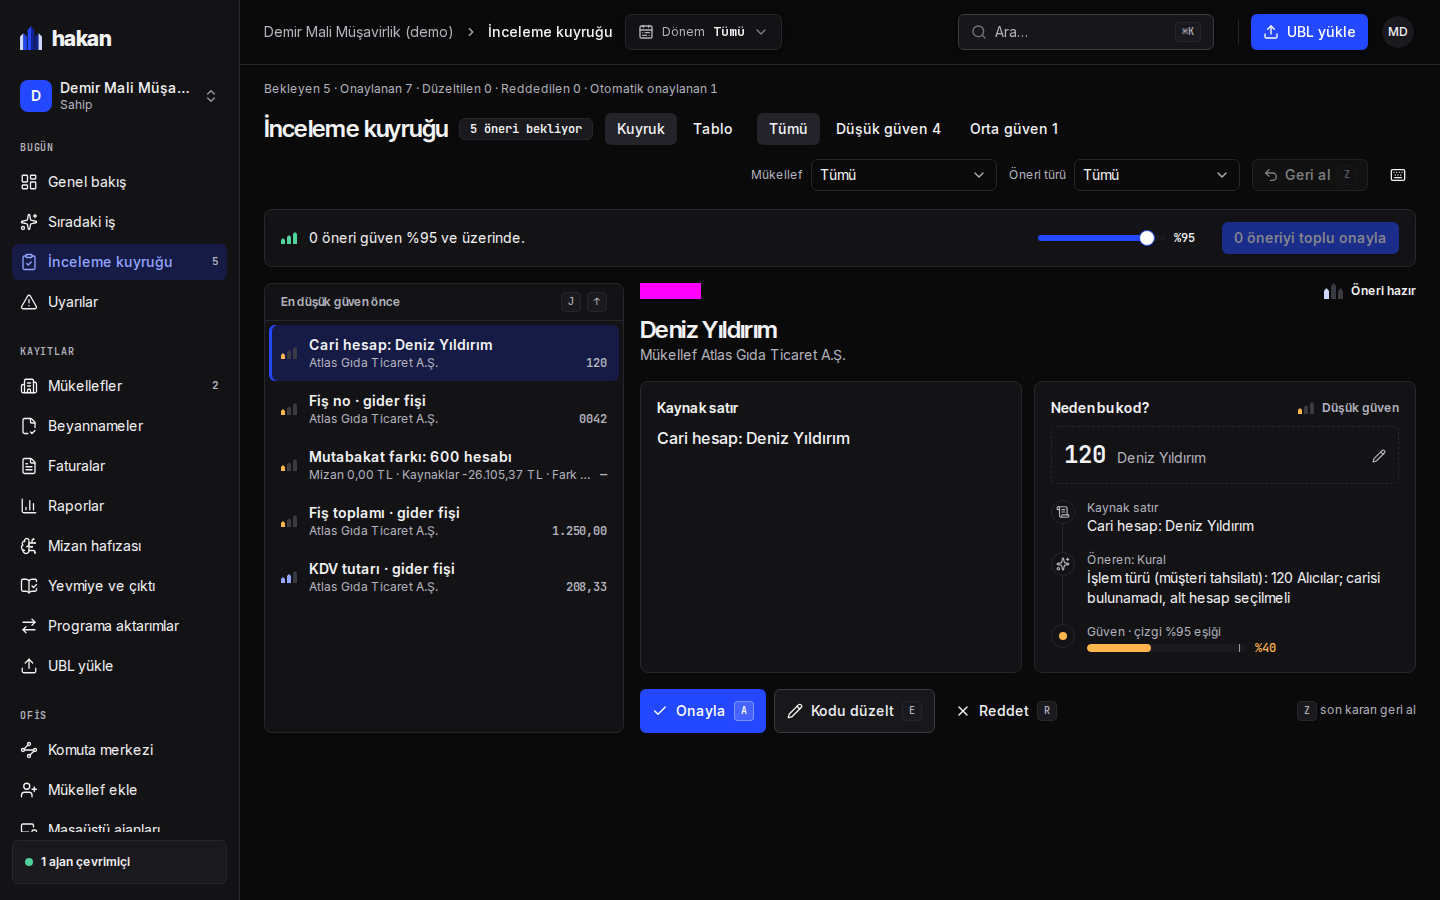 hakan
D
Demir Mali Müşa...
Sahip
BUGÜN
Genel bakış
Sıradaki iş
İnceleme kuyruğu 5
Uyarılar
KAYITLAR
Mükellefler 2
Beyannameler
Faturalar
Raporlar
Mizan hafızası
Yevmiye ve çıktı
Programa aktarımlar
UBL yükle
OFİS
Komuta merkezi
Mükellef ekle
Masaüstü ajanları
1 ajan çevrimiçi
Demir Mali Müşavirlik (demo) > İnceleme kuyruğu
Dönem Tümü
Ara...
⌘K
UBL yükle
MD
Bekleyen 5 · Onaylanan 7 · Düzeltilen 0 · Reddedilen 0 · Otomatik onaylanan 1
İnceleme kuyruğu
5 öneri bekliyor
Kuyruk
Tablo
Tümü
Düşük güven 4
Orta güven 1
Mükellef Tümü
Öneri türü Tümü
Geri al Z
0 öneri güven %95 ve üzerinde.
%95
0 öneriyi toplu onayla
En düşük güven önce
J ↑
Cari hesap: Deniz Yıldırım
Atlas Gıda Ticaret A.Ş. 120
Fiş no · gider fişi
Atlas Gıda Ticaret A.Ş. 0042
Mutabakat farkı: 600 hesabı
Mizan 0,00 TL · Kaynaklar -26.105,37 TL · Fark ... —
Fiş toplamı · gider fişi
Atlas Gıda Ticaret A.Ş. 1.250,00
KDV tutarı · gider fişi
Atlas Gıda Ticaret A.Ş. 208,33
Öneri hazır
Deniz Yıldırım
Mükellef Atlas Gıda Ticaret A.Ş.
Kaynak satır
Cari hesap: Deniz Yıldırım
Neden bu kod?
Düşük güven
120 Deniz Yıldırım
Kaynak satır
Cari hesap: Deniz Yıldırım
Öneren: Kural
İşlem türü (müşteri tahsilatı): 120 Alıcılar; carisi
bulunamadı, alt hesap seçilmeli
Güven · çizgi %95 eşiği
%40
Onayla A
Kodu düzelt E
Reddet R
Z son kararı geri al